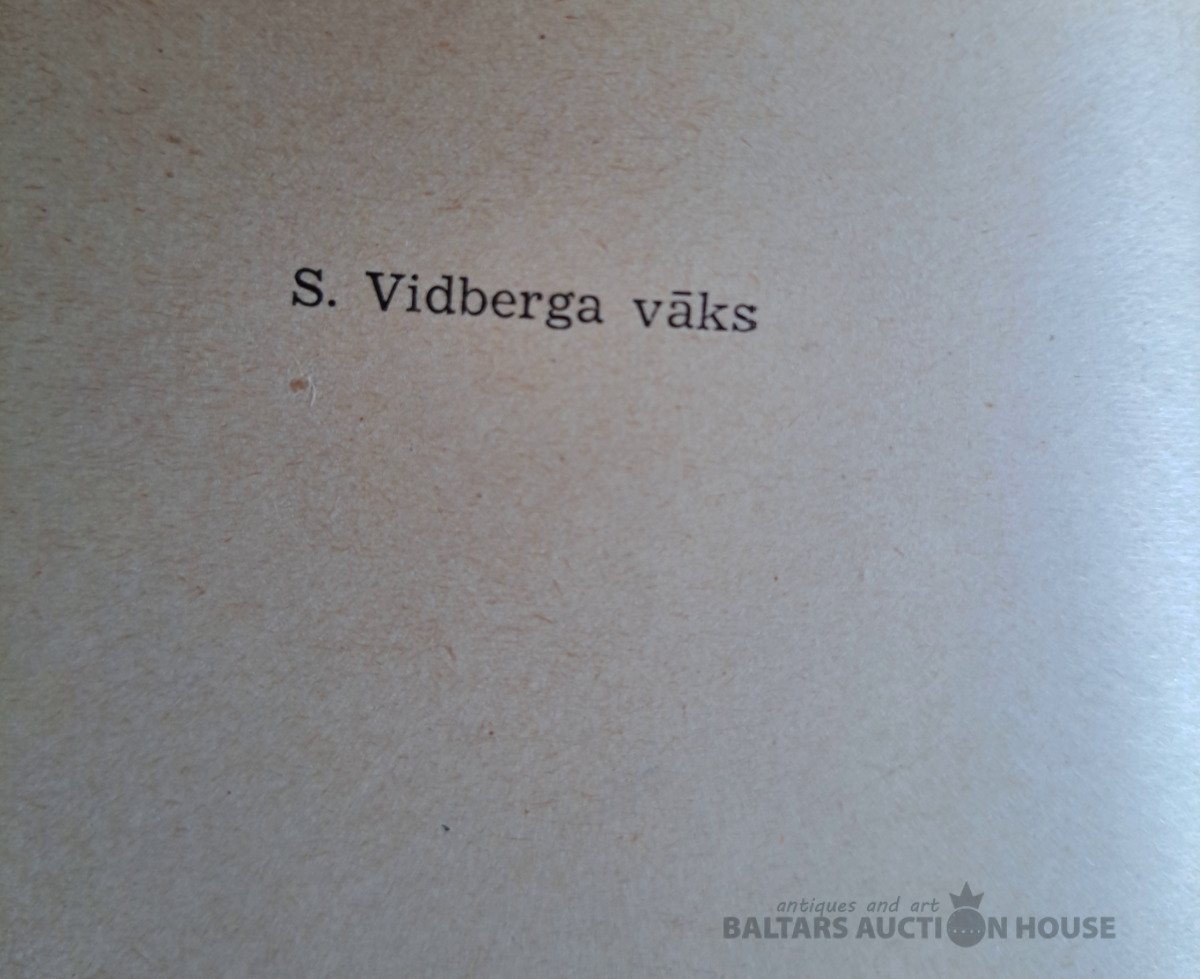 S. Vidberga vāks
antiques and art
BALTARS AUCTION HOUSE